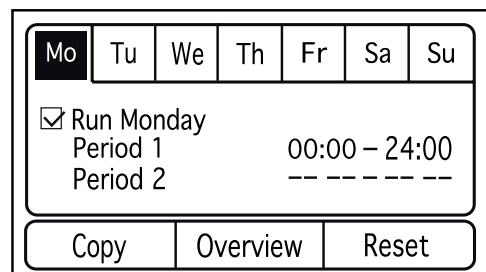 Mo Tu We Th Fr Sa Su
Run Monday
Period 1 00:00 – 24:00
Period 2 –– –– – –– ––
Copy Overview Reset